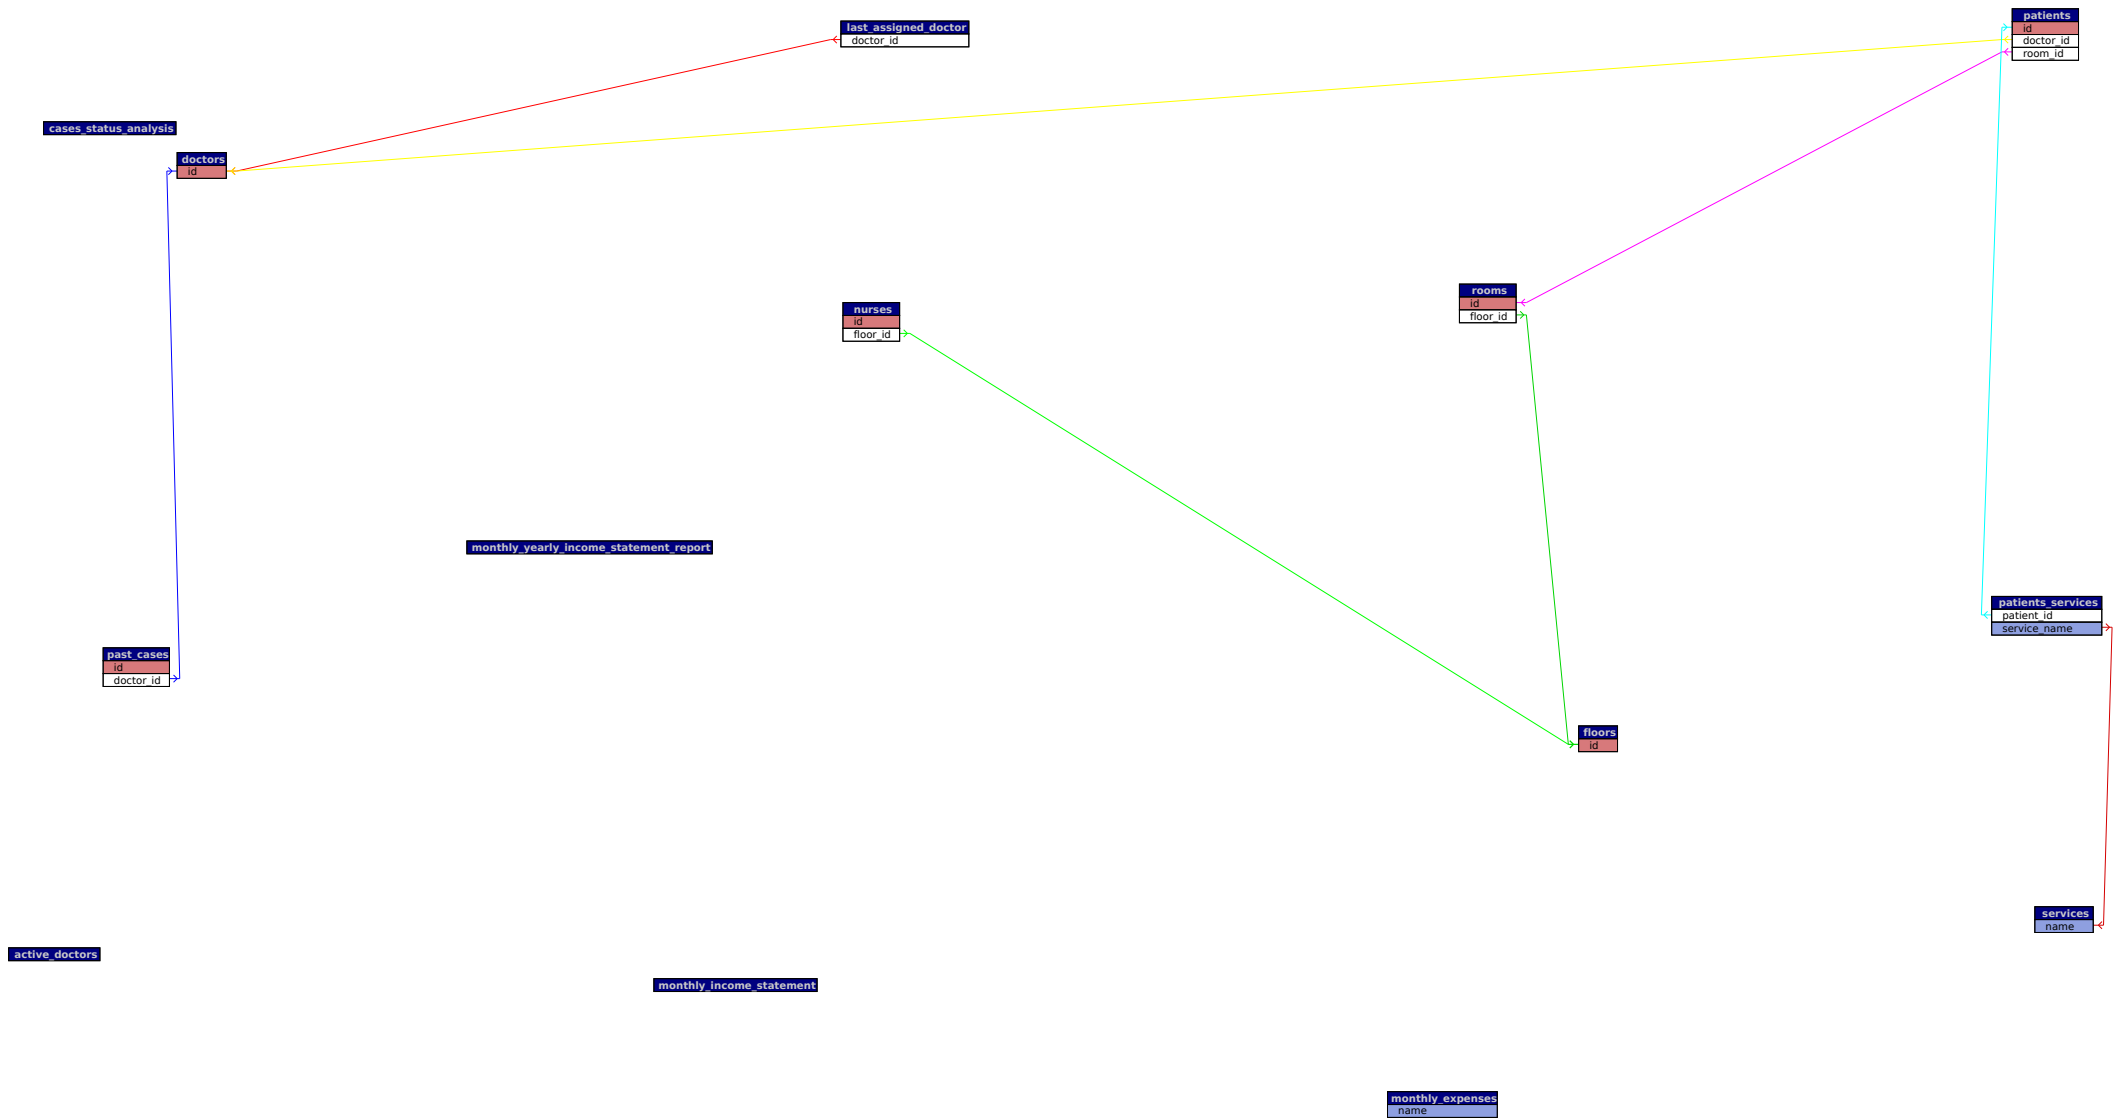 last_assigned_doctor
doctor_id
patients
id
doctor_id
room_id
cases_status_analysis
doctors
id
rooms
id
floor_id
nurses
id
floor_id
monthly_yearly_income_statement_report
patients_services
patient_id
service_name
past_cases
id
doctor_id
floors
id
services
name
active_doctors
monthly_income_statement
monthly_expenses
name